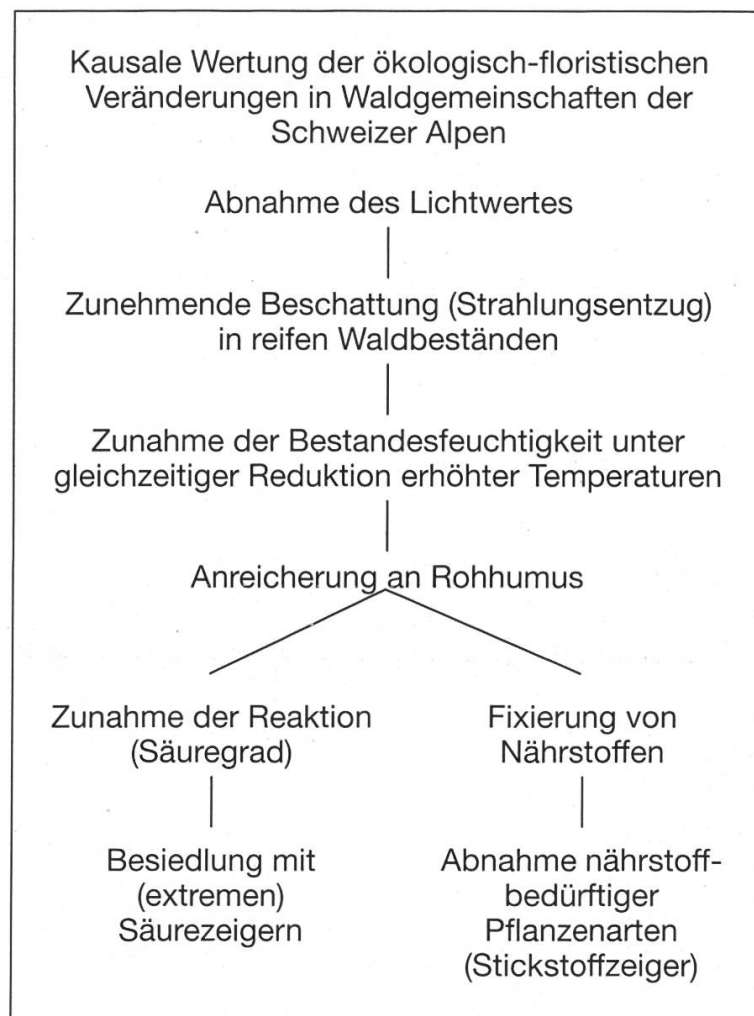 Kausale Wertung der ökologisch-floristischen
Veränderungen in Waldgemeinschaften der
Schweizer Alpen
Abnahme des Lichtwertes
Zunehmende Beschattung (Strahlungsentzug)
in reifen Waldbeständen
Zunahme der Bestandesfeuchtigkeit unter
gleichzeitiger Reduktion erhöhter Temperaturen
Anreicherung an Rohhumus
Zunahme der Reaktion
(Säuregrad)
Besiedlung mit
(extremen)
Säurezeigern
Fixierung von
Nährstoffen
Abnahme nährstoff-
bedürftiger
Pflanzenarten
(Stickstoffzeiger)